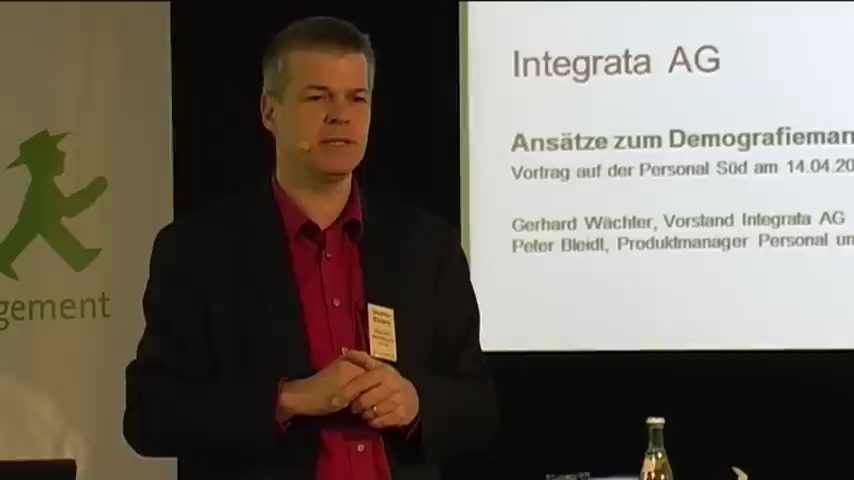 Integrata AG
Ansätze zum Demografieman
Vortrag auf der Personal Süd am 14.04.20
Gerhard Wächter, Vorstand Integrata AG
Peter Bleidt, Produktmanager Personal un
gement